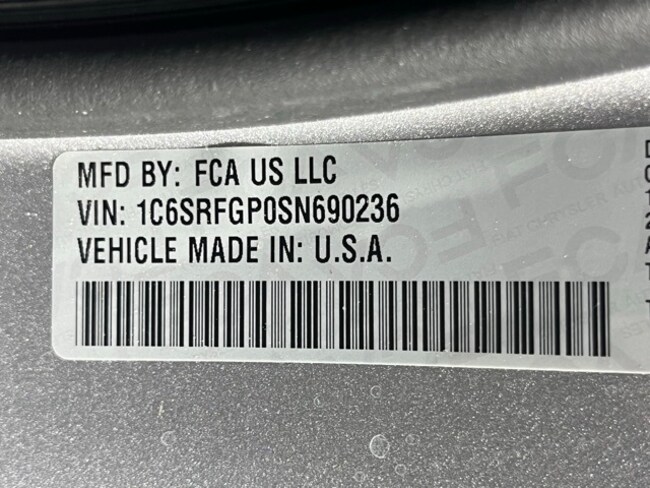 MFD BY: FCA US LLC
VIN: 1C6SRFGP0SN690236
VEHICLE MADE IN: U.S.A.